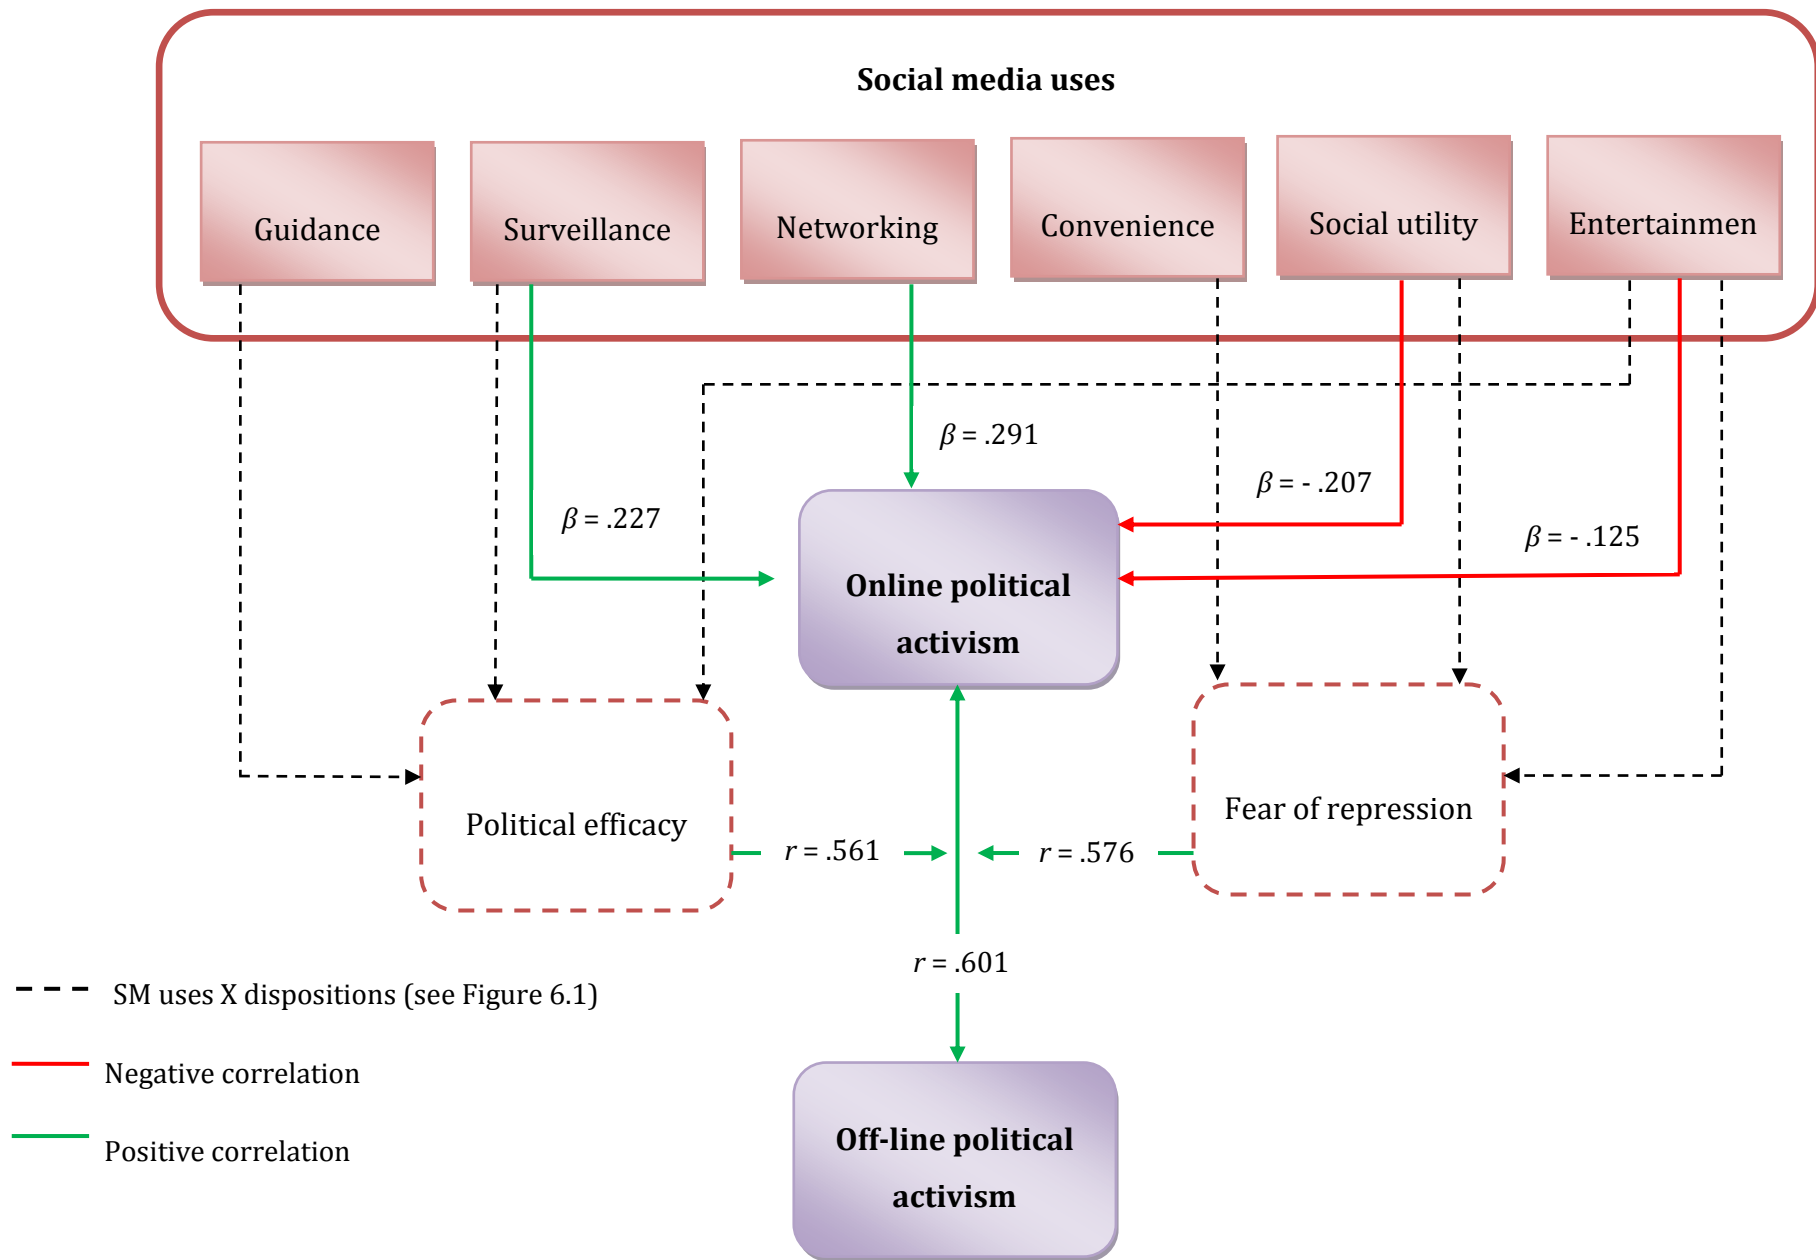 Social media uses
Guidance
Surveillance
Networking
Convenience
Social utility
Entertainmen
β = .291
β = - .207
β = .227
β = - .125
Online political
activism
Political efficacy
Fear of repression
r = .561
r = .576
r = .601
SM uses X dispositions (see Figure 6.1)
Negative correlation
Positive correlation
Off-line political
activism